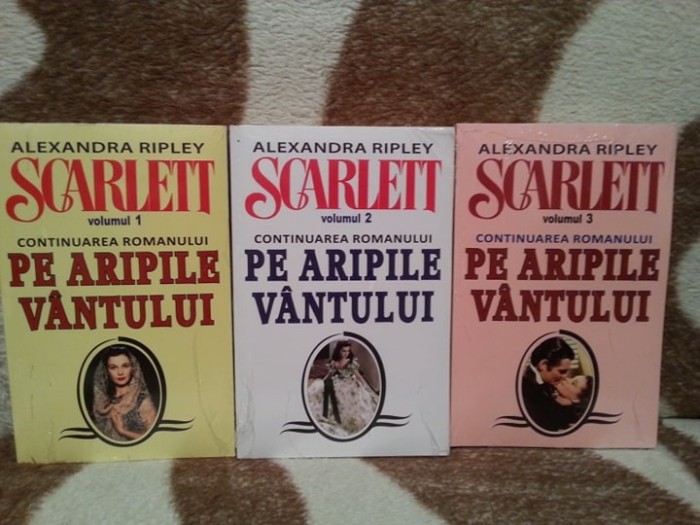 ALEXANDRA RIPLEY
SCARLETT
volumul 1
CONTINUAREA ROMANULUI
PE ARIPILE
VÂNTULUI
ALEXANDRA RIPLEY
SCARLETT
volumul 2
CONTINUAREA ROMANULUI
PE ARIPILE
VÂNTULUI
ALEXANDRA RIPLEY
SCARLETT
volumul 3
CONTINUAREA ROMANULUI
PE ARIPILE
VÂNTULUI